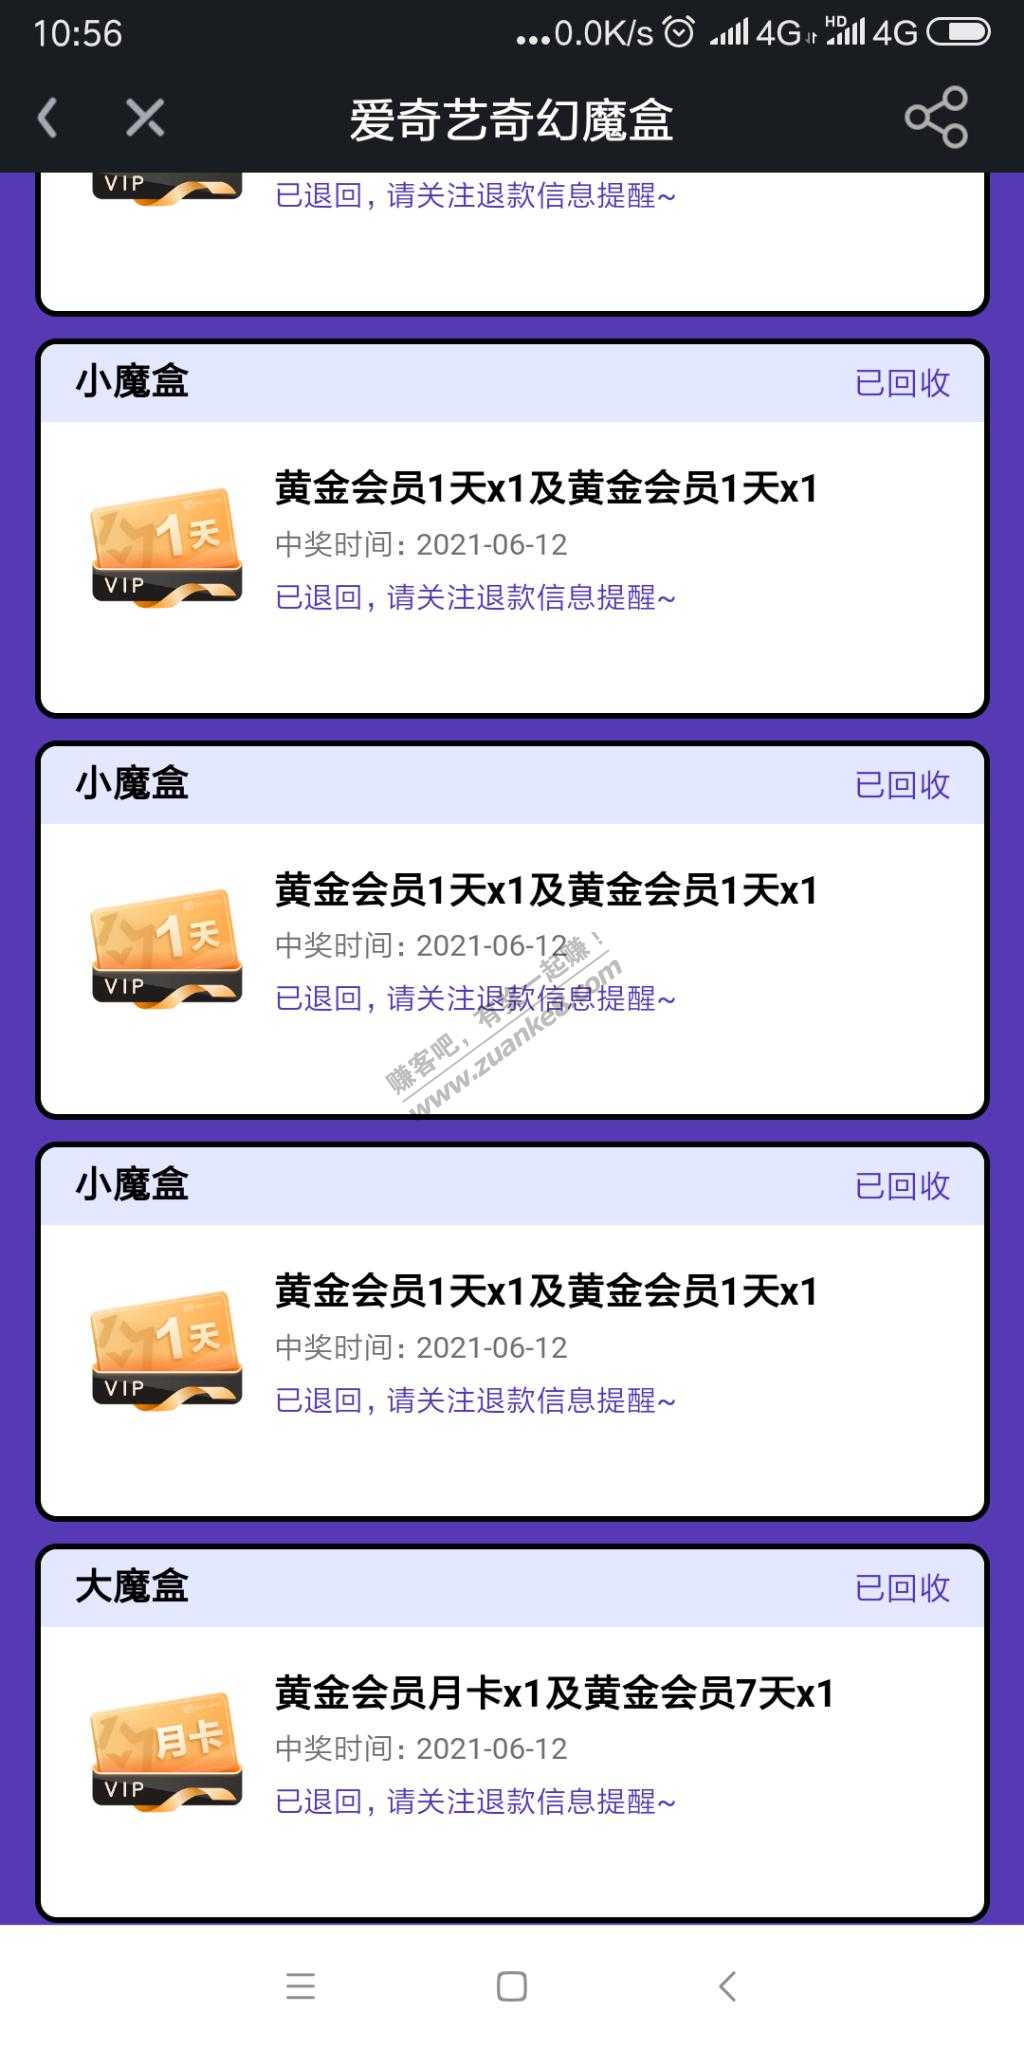 10:56
...0.0K/s 4G HD 4G
爱奇艺奇幻魔盒
VIP
已退回，请关注退款信息提醒~
小魔盒
已回收
1天
VIP
黄金会员1天x1及黄金会员1天x1
中奖时间：2021-06-12
已退回，请关注退款信息提醒~
小魔盒
已回收
1天
VIP
黄金会员1天x1及黄金会员1天x1
中奖时间：2021-06-12
已退回，请关注退款信息提醒~
赚客吧，有奖一起赚！
www.zuanke8.com
小魔盒
已回收
1天
VIP
黄金会员1天x1及黄金会员1天x1
中奖时间：2021-06-12
已退回，请关注退款信息提醒~
大魔盒
已回收
月卡
VIP
黄金会员月卡x1及黄金会员7天x1
中奖时间：2021-06-12
已退回，请关注退款信息提醒~